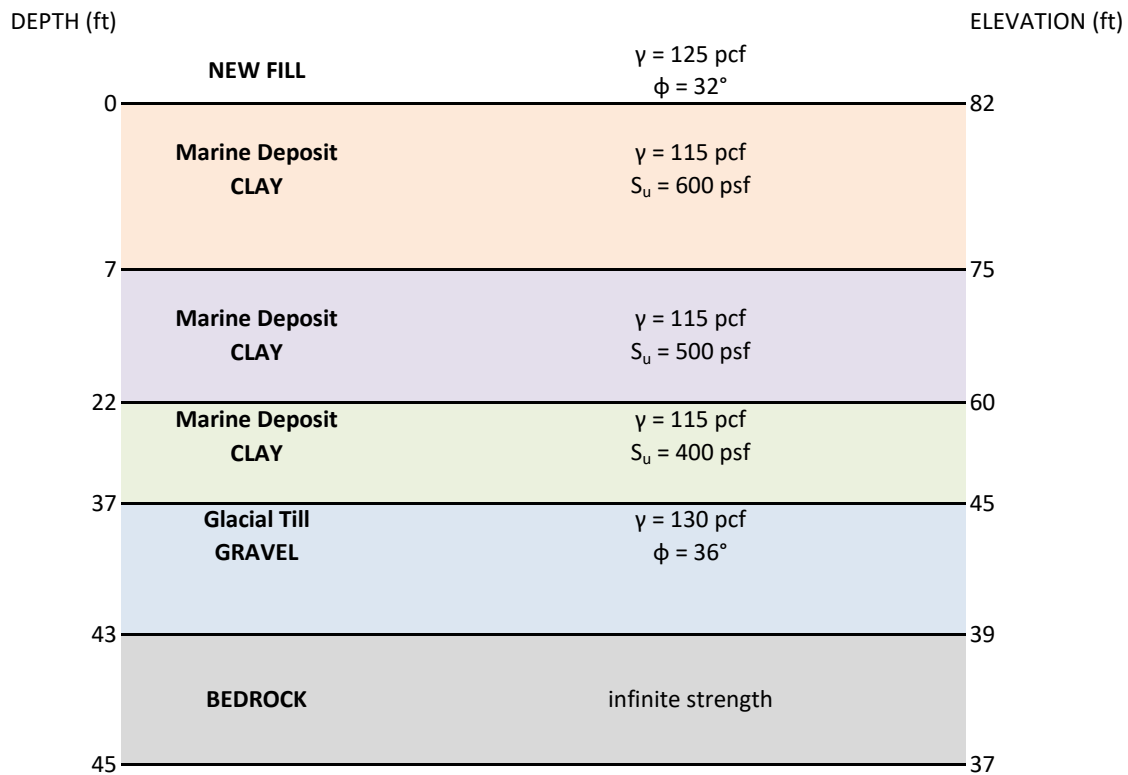 DEPTH (ft)
ELEVATION (ft)
NEW FILL
γ = 125 pcf
ϕ = 32°
0
82
Marine Deposit
CLAY
γ = 115 pcf
Sᵤ = 600 psf
7
75
Marine Deposit
CLAY
γ = 115 pcf
Sᵤ = 500 psf
22
60
Marine Deposit
CLAY
γ = 115 pcf
Sᵤ = 400 psf
37
45
Glacial Till
GRAVEL
γ = 130 pcf
ϕ = 36°
43
39
BEDROCK
infinite strength
45
37